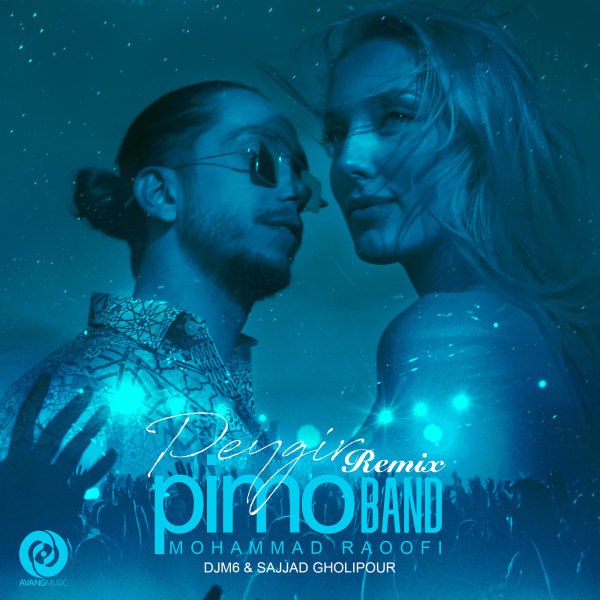 Peygir Remix
pimo BAND
MOHAMMAD RAOOFI
DJM6 & SAJJAD GHOLIPOUR
AVANGMUSIC